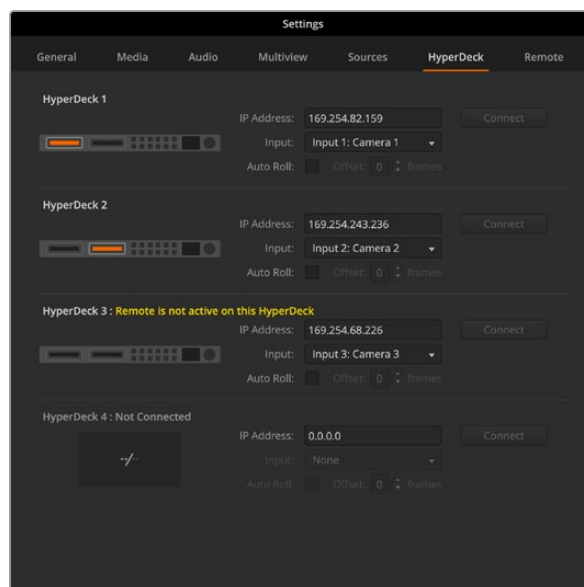 Settings
General Media Audio Multiview Sources HyperDeck Remote
HyperDeck 1
IP Address: 169.254.82.159 Connect
Input: Input 1: Camera 1
Auto Roll: Offset: 0 frames
HyperDeck 2
IP Address: 169.254.243.236 Connect
Input: Input 2: Camera 2
Auto Roll: Offset: 0 frames
HyperDeck 3 : Remote is not active on this HyperDeck
IP Address: 169.254.68.226 Connect
Input: Input 3: Camera 3
Auto Roll: Offset: 0 frames
HyperDeck 4 : Not Connected
IP Address: 0.0.0.0 Connect
Input: None
Auto Roll: Offset: 0 frames